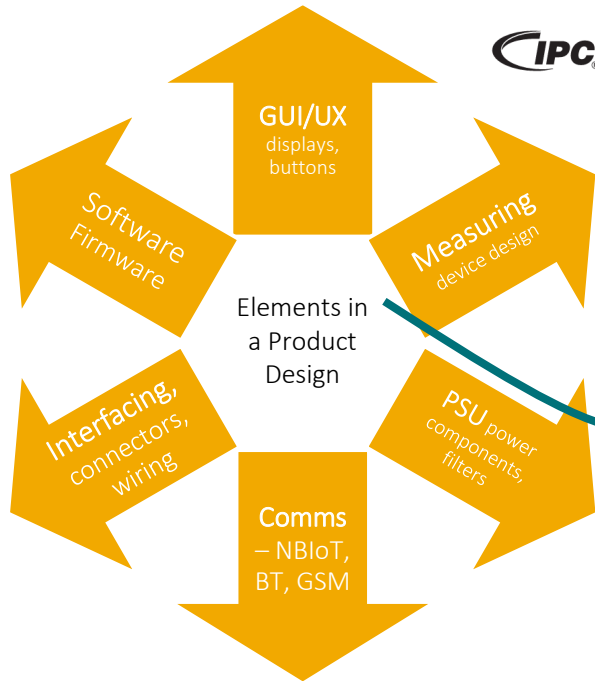 IPC®
GUI/UX
displays,
buttons
Measuring
device design
Software
Firmware
Elements in
a Product
Design
Interfacing,
connectors,
wiring
PSU power
components,
filters
Comms
– NBIoT,
BT, GSM